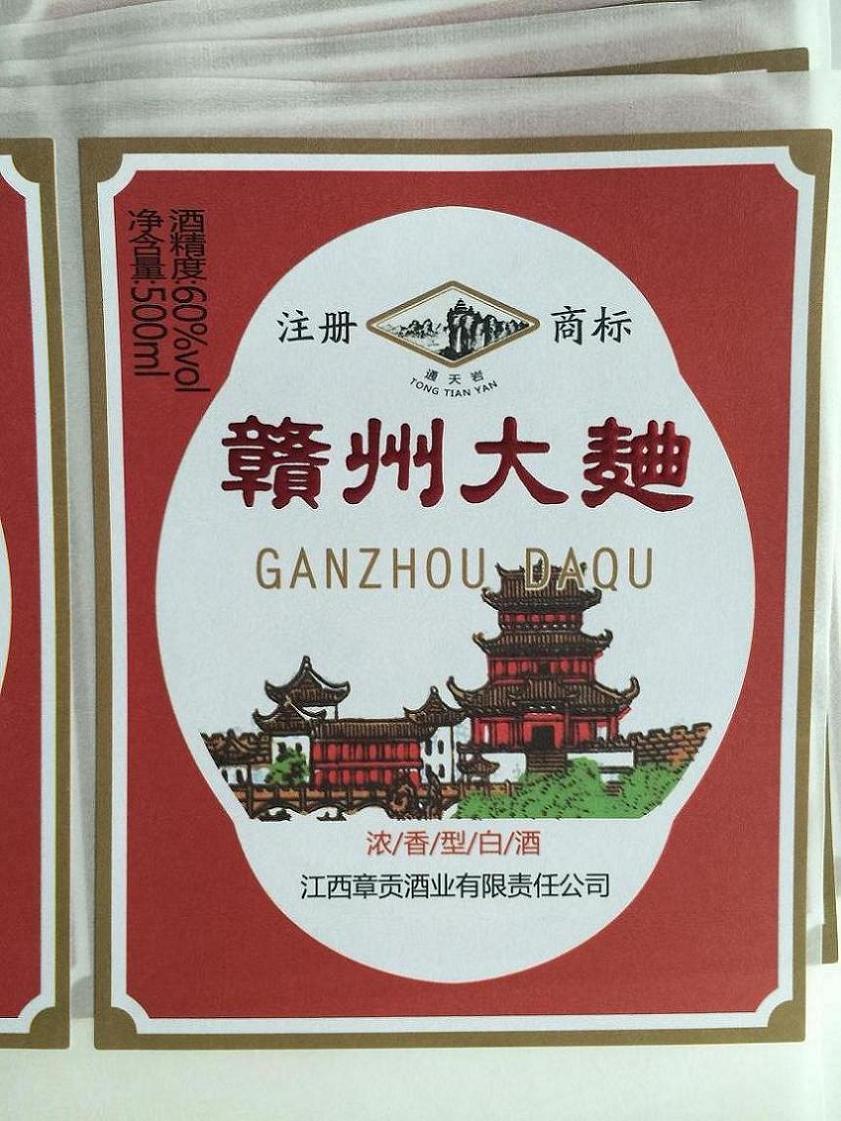 酒精度:60%vol
净含量:500ml
注册 商标
通天岩
TONG TIAN YAN
贛州大麯
GANZHOU DAQU
浓/香/型/白/酒
江西章贡酒业有限责任公司